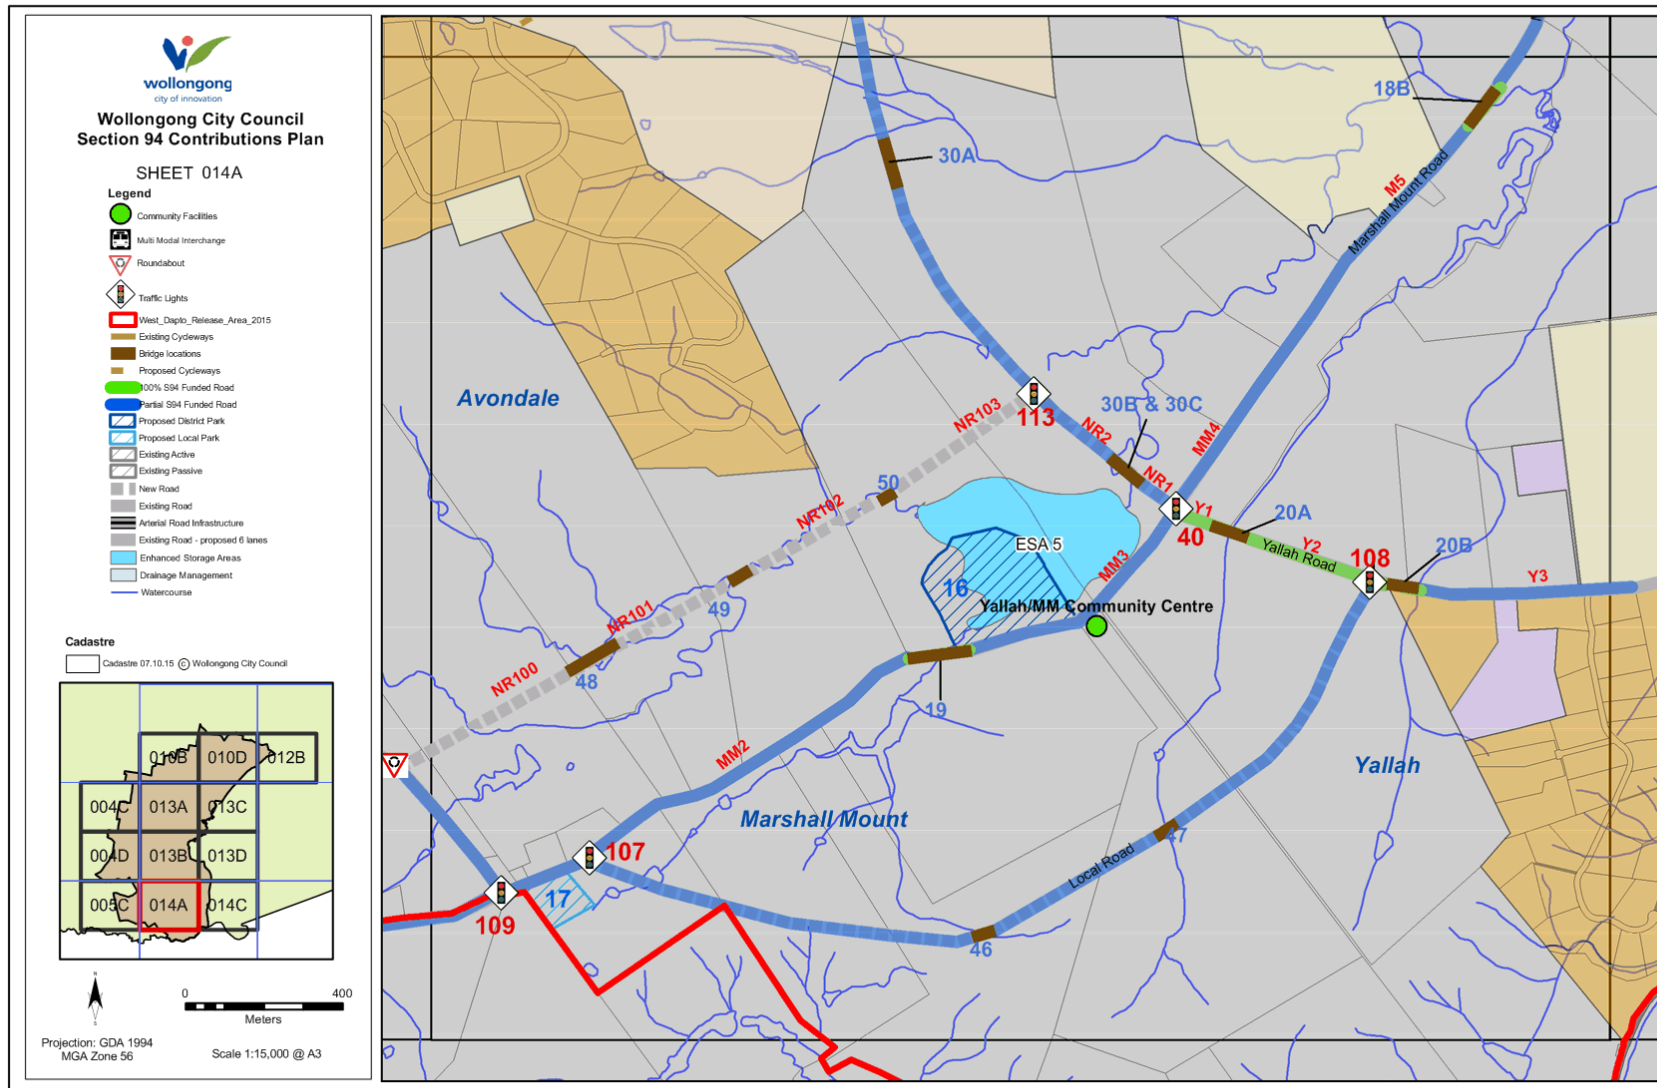 wollongong
city of innovation
Wollongong City Council
Section 94 Contributions Plan
SHEET 014A
Legend
Community Facilities
Multi Modal Interchange
Roundabout
Traffic Lights
West_Dapto_Release_Area_2015
Existing Cycleways
Bridge locations
Proposed Cycleways
100% S94 Funded Road
Partial S94 Funded Road
Proposed District Park
Proposed Local Park
Existing Active
Existing Passive
New Road
Existing Road
Arterial Road Infrastructure
Existing Road - proposed 6 lanes
Enhanced Storage Areas
Drainage Management
Watercourse
Cadastre
Cadastre 07.10.15 © Wollongong City Council
010B 010D 012B
004C 013A 013C
004D 013B 013D
005C 014A 014C
N
S
0 400
Meters
Projection: GDA 1994
MGA Zone 56
Scale 1:15,000 @ A3
18B
30A
M5
Marshall Mount Road
Avondale
NR103
113
30B & 30C
NR2
MM4
NR1
50
NR102
Y1
20A
40
Y2
Yallah Road
108
20B
Y3
ESA 5
MM3
16
Yallah/MM Community Centre
49
NR101
NR100
48
19
MM2
Yallah
Marshall Mount
47
Local Road
107
17
109
46